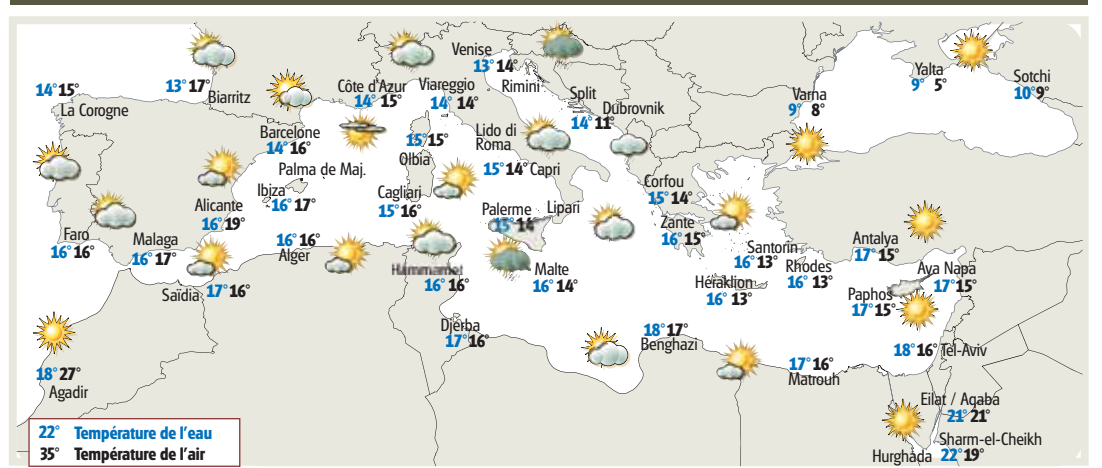 Venise
13° 14°
Rimini
Côte d'Azur
14° 15°
Viareggio
14° 14°
13° 17°
Biarritz
14° 15°
La Corogne
Split
14° 11°
Dubrovnik
Yalta
9° 5°
Sotchi
10° 9°
Varna
9° 8°
Barcelone
14° 16°
15° 15°
Olbia
Lido di
Roma
15° 14° Capri
Palma de Maj.
Ibiza
16° 17°
Cagliari
15° 16°
Alicante
16° 19°
Palerme
15° 14°
Lipari
Corfou
15° 14°
Zante
16° 15°
Faro
16° 16°
Malaga
16° 17°
16° 16°
Alger
Saïdia 17° 16°
Hammamet
16° 16°
Malte
16° 14°
Santorin
16° 13°
Rhodes
16° 13°
Héraklion
16° 13°
Antalya
17° 15°
Aya Napa
17° 15°
Paphos
17° 15°
Djerba
17° 16°
18° 17°
Benghazi
18° 16° Tel-Aviv
17° 16°
Matrouh
18° 27°
Agadir
Eilat / Aqaba
21° 21°
Sharm-el-Cheikh
Hurghada 22° 19°
22° Température de l'eau
35° Température de l'air